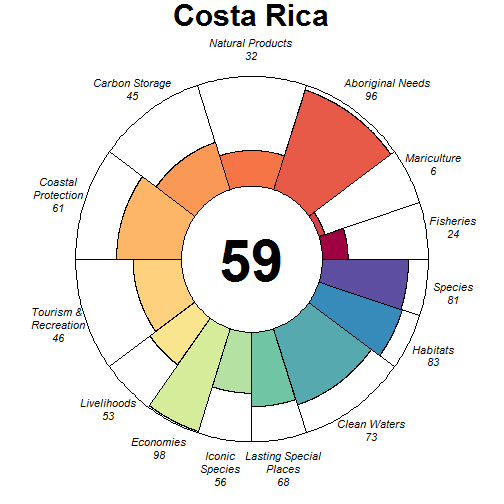 Costa Rica
Natural Products
32
Carbon Storage
45
Aboriginal Needs
96
Mariculture
6
Coastal
Protection
61
Fisheries
24
59
Species
81
Tourism &
Recreation
46
Habitats
83
Livelihoods
53
Clean Waters
73
Economies
98
Iconic
Species
56
Lasting Special
Places
68